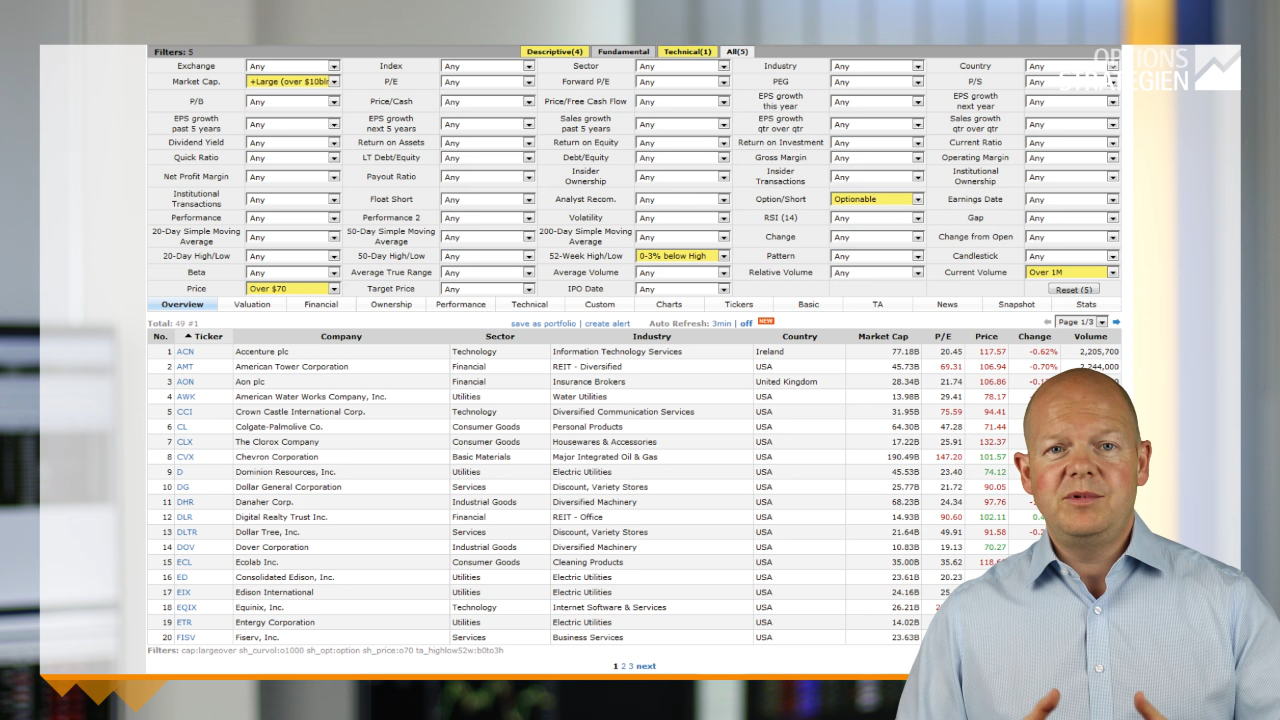 Filters: 5 Descriptive(4) Fundamental Technical(1) All(5)
OPTIONS
STRATEGIEN
Exchange Any Index Any Sector Any Industry Any Country Any
Market Cap. +Large (over $10bln P/E Any Forward P/E Any PEG Any P/S Any
P/B Any Price/Cash Any Price/Free Cash Flow Any EPS growth this year Any EPS growth next year Any
EPS growth past 5 years Any EPS growth next 5 years Any Sales growth past 5 years Any EPS growth qtr over qtr Any Sales growth qtr over qtr Any
Dividend Yield Any Return on Assets Any Return on Equity Any Return on Investment Any Current Ratio Any
Quick Ratio Any LT Debt/Equity Any Debt/Equity Any Gross Margin Any Operating Margin Any
Net Profit Margin Any Payout Ratio Any Insider Ownership Any Insider Transactions Any Institutional Ownership Any
Institutional Transactions Any Float Short Any Analyst Recom. Any Option/Short Optionable Earnings Date Any
Performance Any Performance 2 Any Volatility Any RSI (14) Any Gap Any
20-Day Simple Moving Average Any 50-Day Simple Moving Average Any 200-Day Simple Moving Average Any Change Any Change from Open Any
20-Day High/Low Any 50-Day High/Low Any 52-Week High/Low 0-3% below High Pattern Any Candlestick Any
Beta Any Average True Range Any Average Volume Any Relative Volume Any Current Volume Over 1M
Price Over $70 Target Price Any IPO Date Any Reset (5)
Overview Valuation Financial Ownership Performance Technical Custom Charts Tickers Basic TA News Snapshot Stats
Total: 49 #1 save as portfolio | create alert Auto Refresh: 3min | off NEW Page 1/3
No. Ticker Company Sector Industry Country Market Cap P/E Price Change Volume
1 ACN Accenture plc Technology Information Technology Services Ireland 77.18B 20.45 117.57 -0.62% 2,205,700
2 AMT American Tower Corporation Financial REIT - Diversified USA 45.73B 69.31 106.94 -0.70% 2,244,000
3 AON Aon plc Financial Insurance Brokers United Kingdom 28.34B 21.74 106.86
4 AWK American Water Works Company, Inc. Utilities Water Utilities USA 13.98B 29.41 78.17
5 CCI Crown Castle International Corp. Technology Diversified Communication Services USA 31.95B 75.59 94.41
6 CL Colgate-Palmolive Co. Consumer Goods Personal Products USA 64.30B 47.28 71.44
7 CLX The Clorox Company Consumer Goods Housewares & Accessories USA 17.22B 25.91 132.37
8 CVX Chevron Corporation Basic Materials Major Integrated Oil & Gas USA 190.49B 147.20 101.57
9 D Dominion Resources, Inc. Utilities Electric Utilities USA 45.53B 23.40 74.12
10 DG Dollar General Corporation Services Discount, Variety Stores USA 25.77B 21.72 90.05
11 DHR Danaher Corp. Industrial Goods Diversified Machinery USA 68.23B 24.34 97.76
12 DLR Digital Realty Trust Inc. Financial REIT - Office USA 14.93B 90.60 102.11
13 DLTR Dollar Tree, Inc. Services Discount, Variety Stores USA 21.64B 49.91 91.58
14 DOV Dover Corporation Industrial Goods Diversified Machinery USA 10.83B 19.13 70.27
15 ECL Ecolab Inc. Consumer Goods Cleaning Products USA 35.00B 35.62
16 ED Consolidated Edison, Inc. Utilities Electric Utilities USA 23.61B 20.23
17 EIX Edison International Utilities Electric Utilities USA 24.16B
18 EQIX Equinix, Inc. Technology Internet Software & Services USA 26.21B
19 ETR Entergy Corporation Utilities Electric Utilities USA 14.02B
20 FISV Fiserv, Inc. Services Business Services USA 23.63B
Filters: cap:largeover sh_curvol:o1000 sh_opt:option sh_price:o70 ta_highlow52w:b0to3h
1 2 3 next